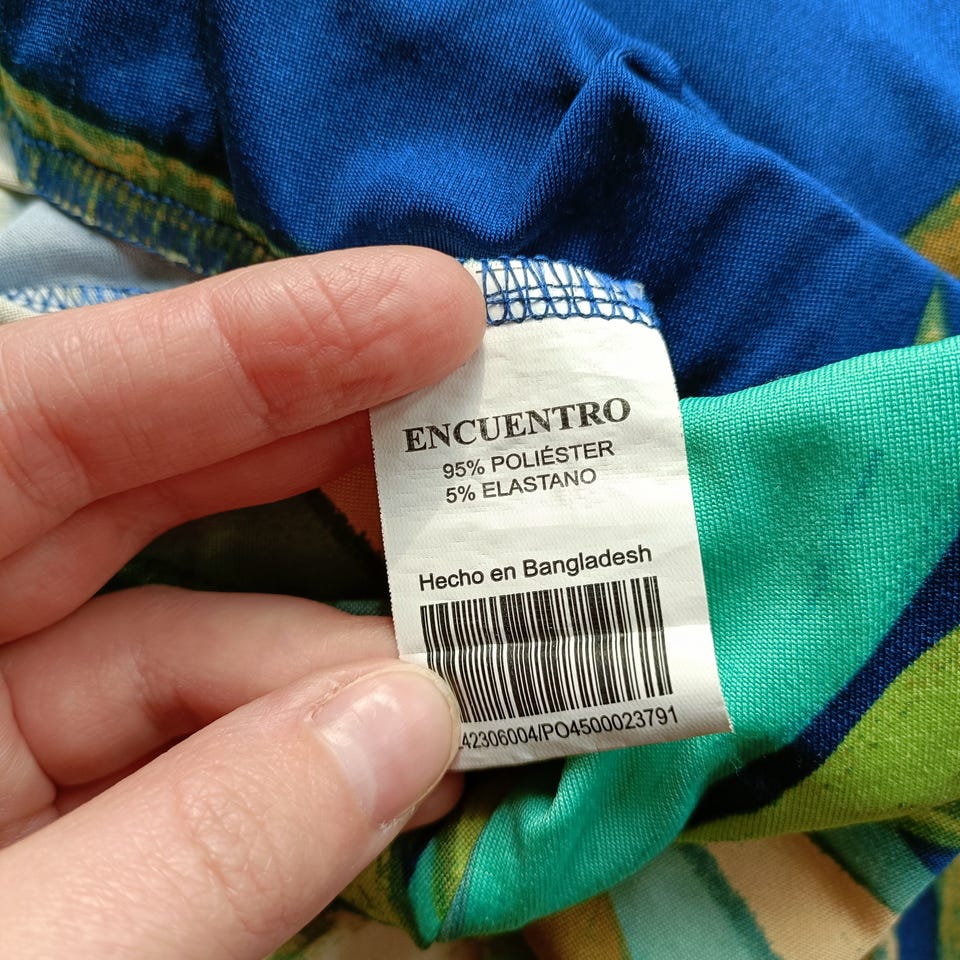 ENCUENTRO
95% POLIÉSTER
5% ELASTANO
Hecho en Bangladesh
42306004/PO4500023791